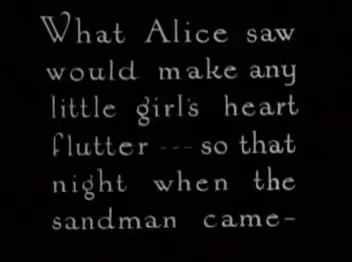 What Alice saw
would make any
little girl's heart
flutter --- so that
night when the
sandman came-